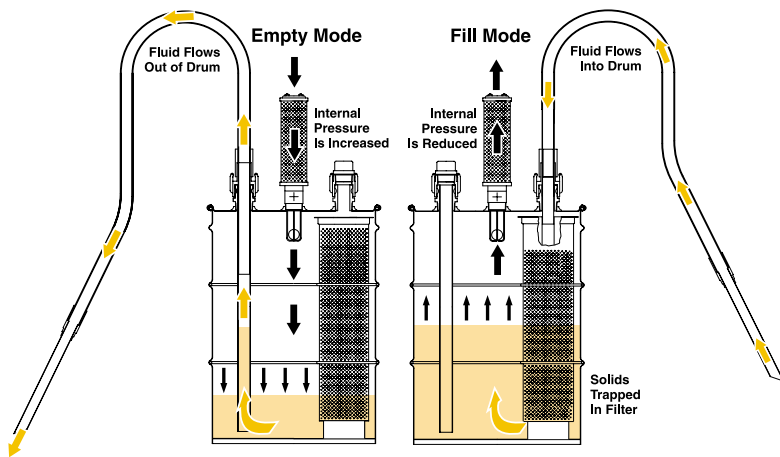 Empty Mode
Fluid Flows
Out of Drum
Internal
Pressure
Is Increased
Fill Mode
Fluid Flows
Into Drum
Internal
Pressure
Is Reduced
Solids
Trapped
In Filter